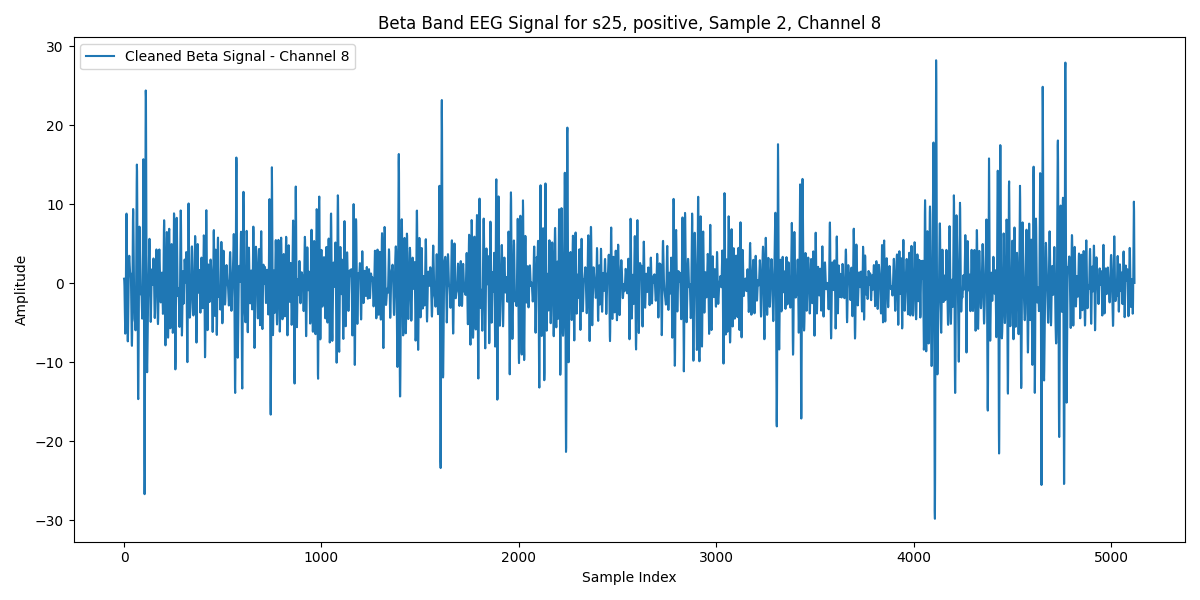 Beta Band EEG Signal for s25, positive, Sample 2, Channel 8
Cleaned Beta Signal - Channel 8
30
20
10
0
−10
−20
−30
Amplitude
0 1000 2000 3000 4000 5000
Sample Index